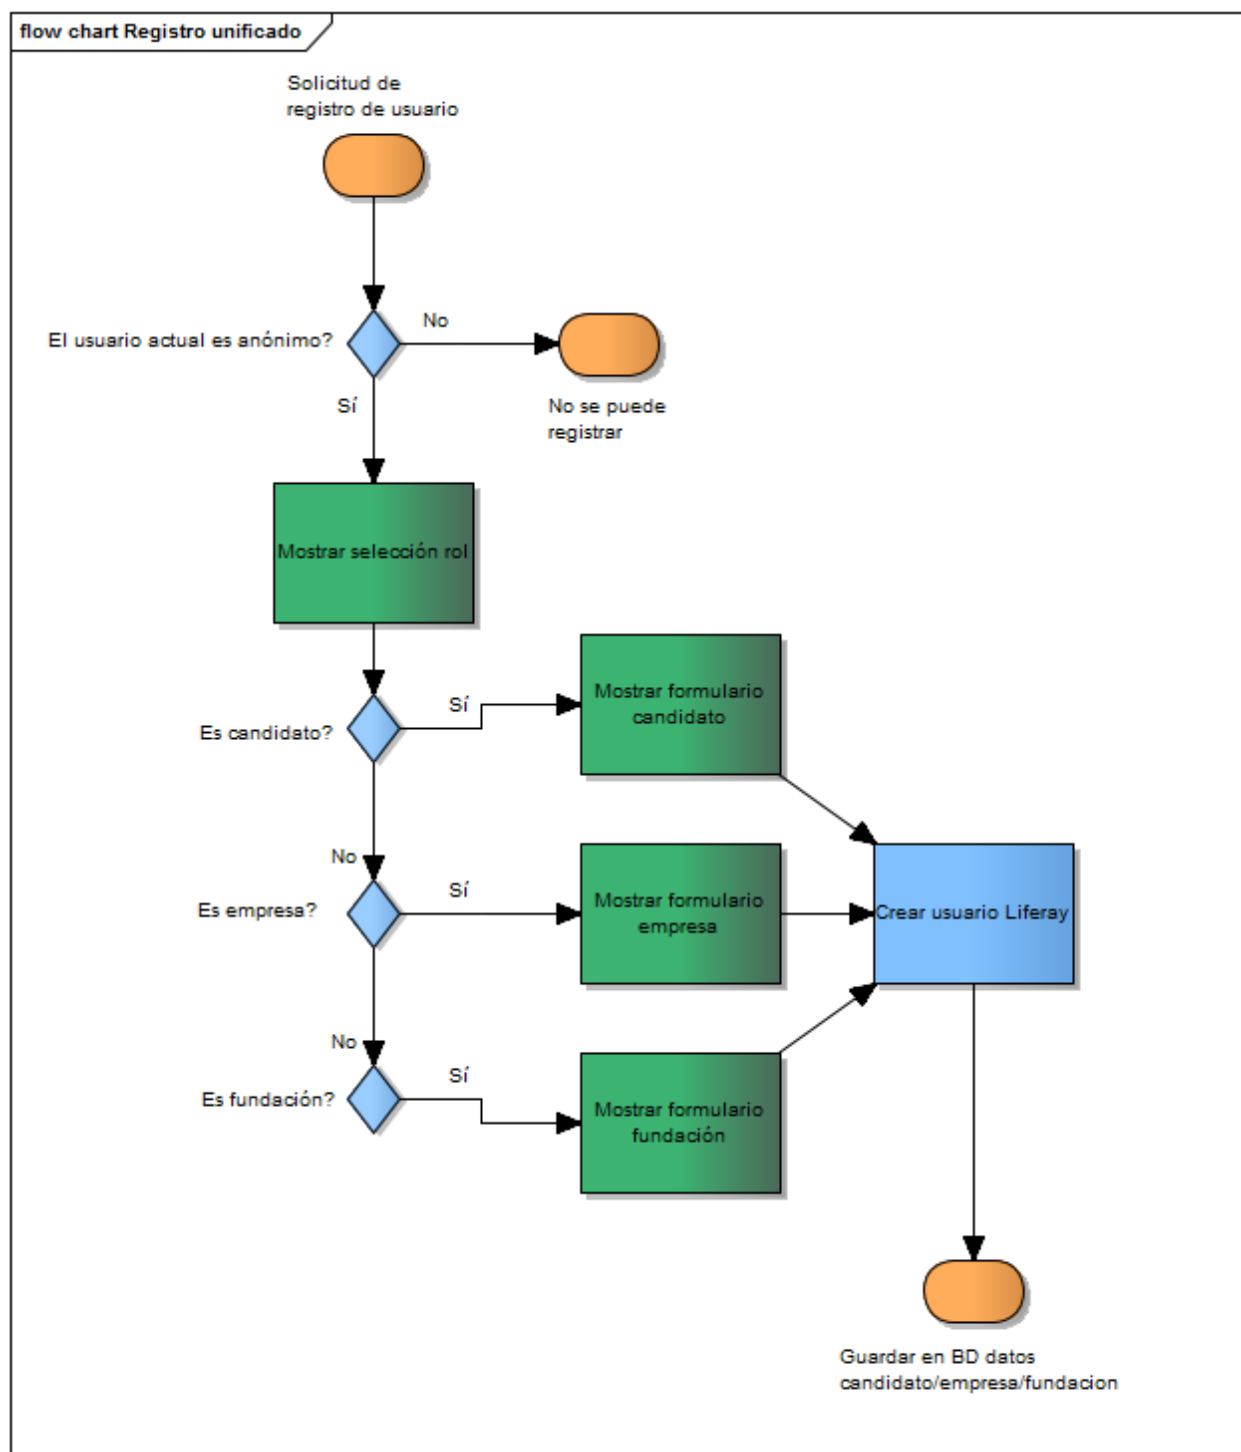 flow chart Registro unificado
Solicitud de
registro de usuario
El usuario actual es anónimo?
No
Sí
No se puede
registrar
Mostrar selección rol
Es candidato?
Sí
Mostrar formulario
candidato
No
Es empresa?
Sí
Mostrar formulario
empresa
Crear usuario Liferay
No
Es fundación?
Sí
Mostrar formulario
fundación
Guardar en BD datos
candidato/empresa/fundacion